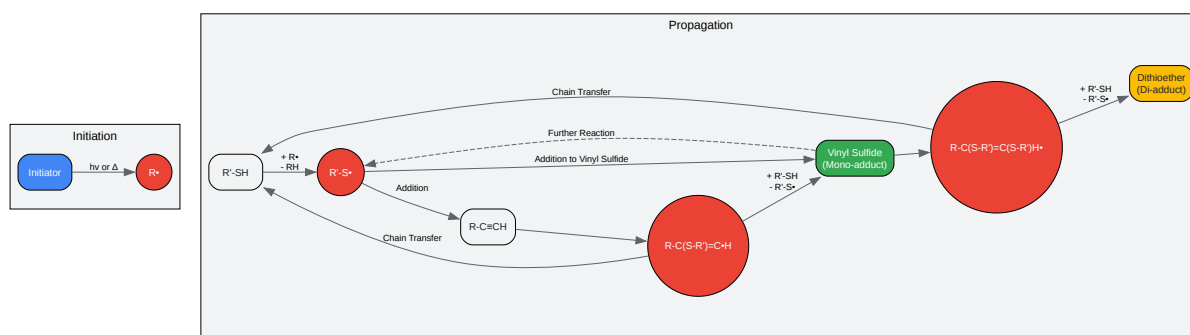 Propagation
Initiation
Initiator
hv or Δ
R•
R'-SH
+ R•
- RH
R'-S•
Chain Transfer
Further Reaction
Addition to Vinyl Sulfide
Addition
R-C≡CH
Chain Transfer
R-C(S-R')=C•H
+ R'-SH
- R'-S•
Vinyl Sulfide
(Mono-adduct)
R-C(S-R')=C(S-R')H•
+ R'-SH
- R'-S•
Dithioether
(Di-adduct)